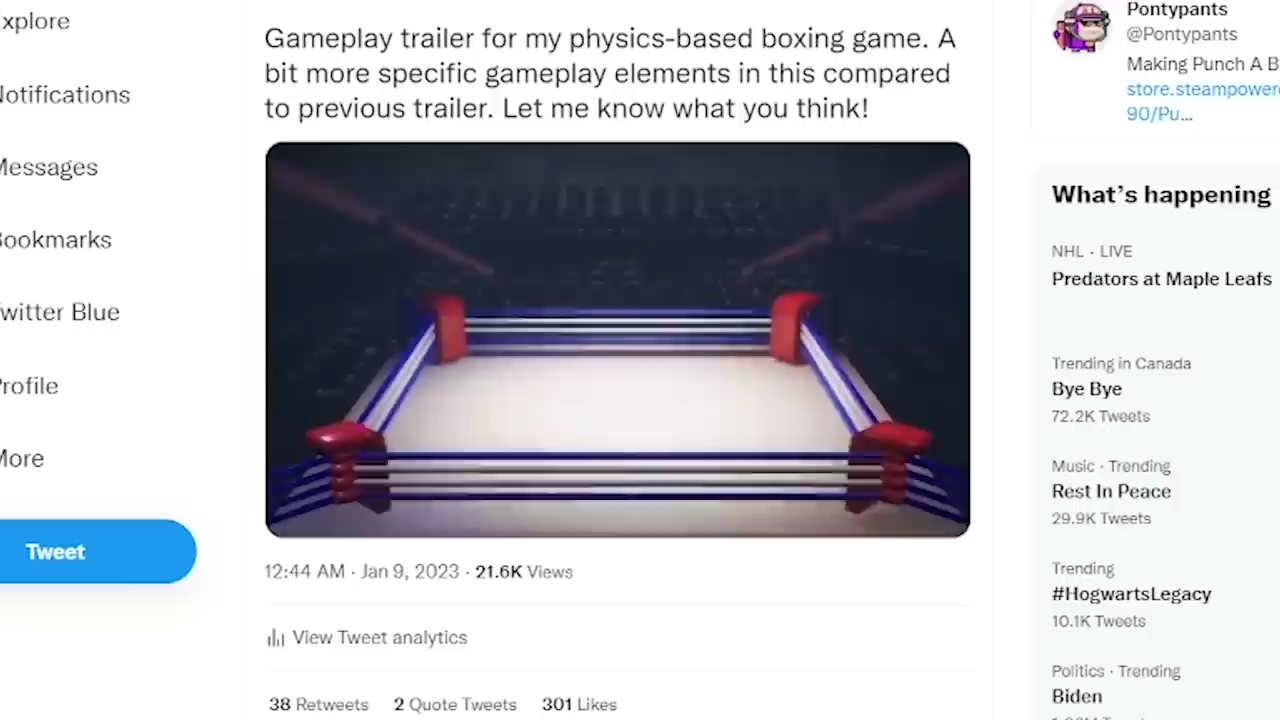 xplore
Notifications
Messages
Bookmarks
witter Blue
Profile
More
Tweet
Gameplay trailer for my physics-based boxing game. A
bit more specific gameplay elements in this compared
to previous trailer. Let me know what you think!
12:44 AM · Jan 9, 2023 · 21.6K Views
View Tweet analytics
38 Retweets 2 Quote Tweets 301 Likes
Pontypants
@Pontypants
Making Punch A B
store.steampower
90/Pu...
What's happening
NHL · LIVE
Predators at Maple Leafs
Trending in Canada
Bye Bye
72.2K Tweets
Music · Trending
Rest In Peace
29.9K Tweets
Trending
#HogwartsLegacy
10.1K Tweets
Politics · Trending
Biden